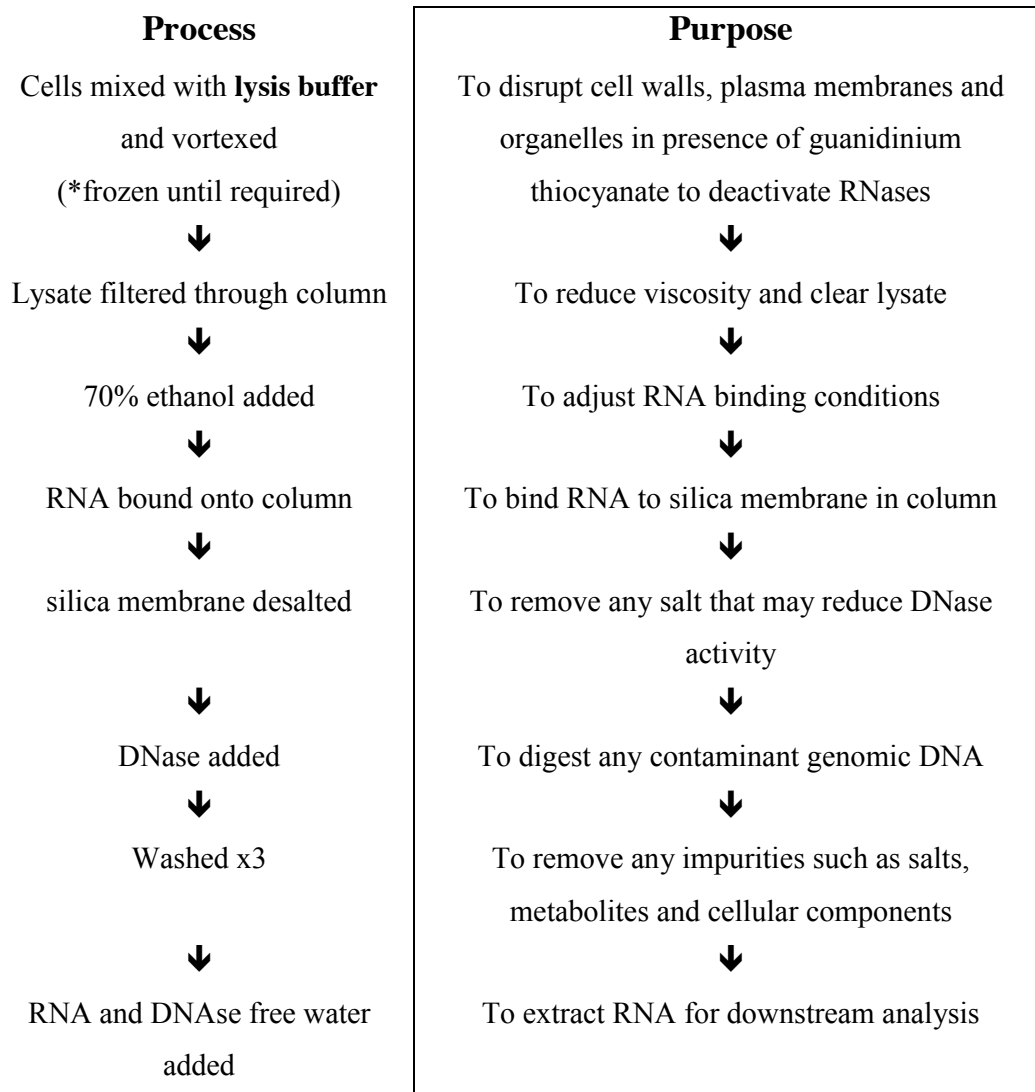 Process
Purpose
Cells mixed with lysis buffer
and vortexed
(*frozen until required)
To disrupt cell walls, plasma membranes and
organelles in presence of guanidinium
thiocyanate to deactivate RNases
Lysate filtered through column
To reduce viscosity and clear lysate
70% ethanol added
To adjust RNA binding conditions
RNA bound onto column
To bind RNA to silica membrane in column
silica membrane desalted
To remove any salt that may reduce DNase
activity
DNase added
To digest any contaminant genomic DNA
Washed x3
To remove any impurities such as salts,
metabolites and cellular components
RNA and DNAse free water
added
To extract RNA for downstream analysis